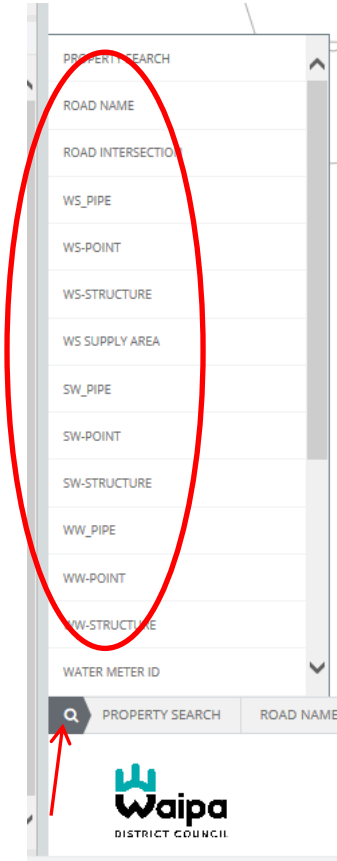 PROPERTY SEARCH
ROAD NAME
ROAD INTERSECTION
WS_PIPE
WS-POINT
WS-STRUCTURE
WS SUPPLY AREA
SW_PIPE
SW-POINT
SW-STRUCTURE
WW_PIPE
WW-POINT
WW-STRUCTURE
WATER METER ID
PROPERTY SEARCH ROAD NAME
Waipa
DISTRICT COUNCIL